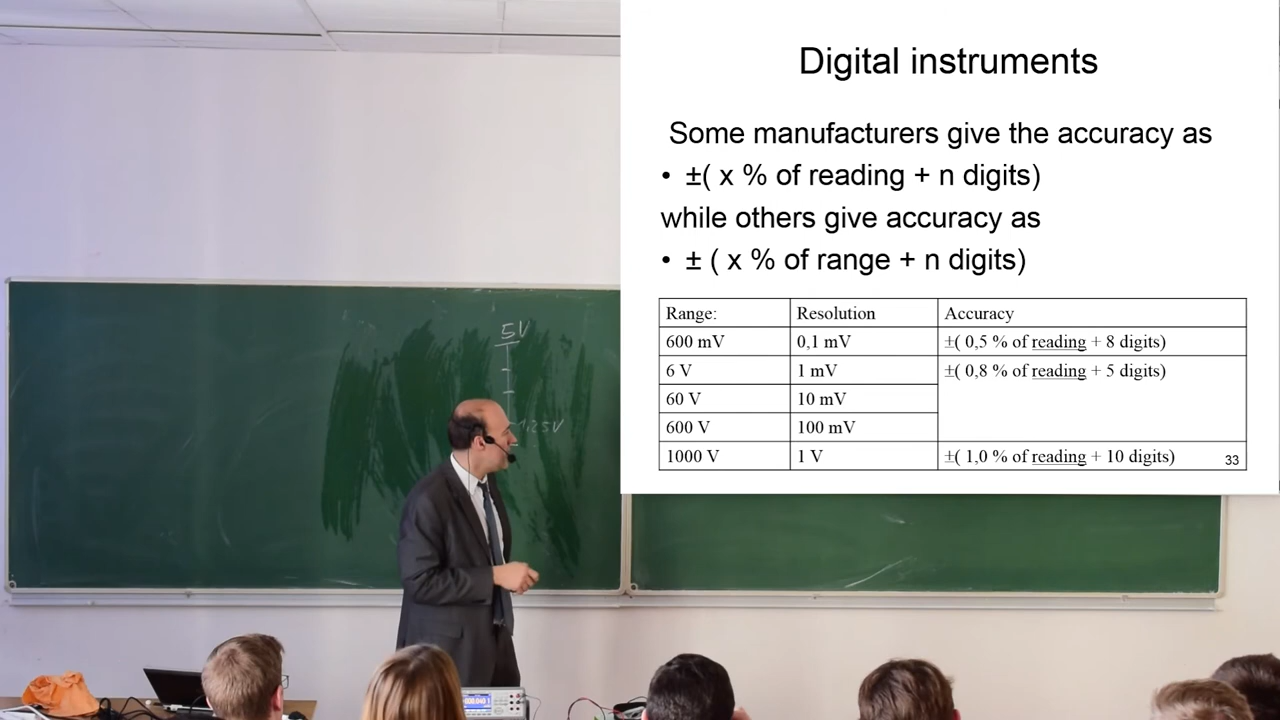 Digital instruments
Some manufacturers give the accuracy as
• ±( x % of reading + n digits)
while others give accuracy as
• ± ( x % of range + n digits)
Range: Resolution Accuracy
600 mV 0,1 mV ±( 0,5 % of reading + 8 digits)
6 V 1 mV ±( 0,8 % of reading + 5 digits)
60 V 10 mV
600 V 100 mV
1000 V 1 V ±( 1,0 % of reading + 10 digits)
33
5V
1.25V